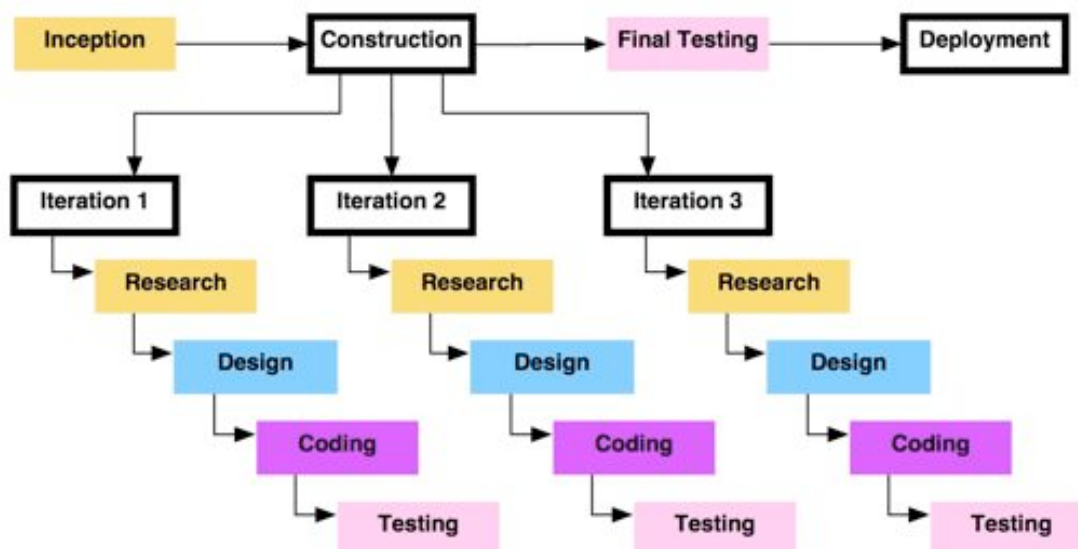 Inception
Construction
Final Testing
Deployment
Iteration 1
Iteration 2
Iteration 3
Research
Research
Research
Design
Design
Design
Coding
Coding
Coding
Testing
Testing
Testing